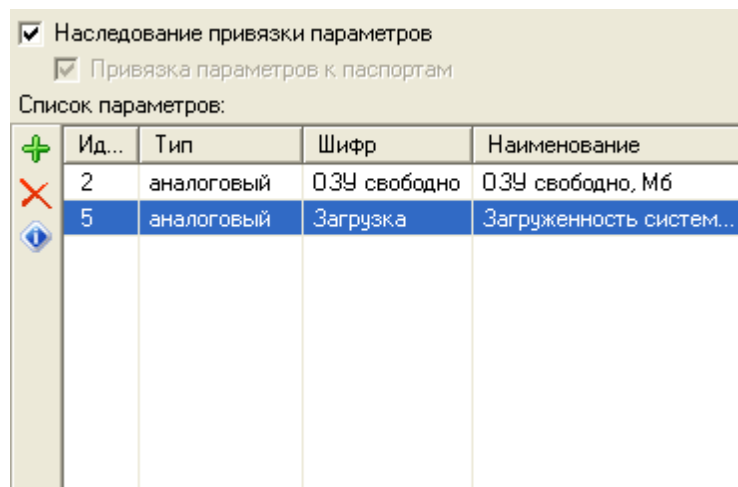 Наследование привязки параметров
Привязка параметров к паспортам
Список параметров:
Ид... Тип Шифр Наименование
2 аналоговый ОЗУ свободно ОЗУ свободно, Мб
5 аналоговый Загрузка Загруженность систем...